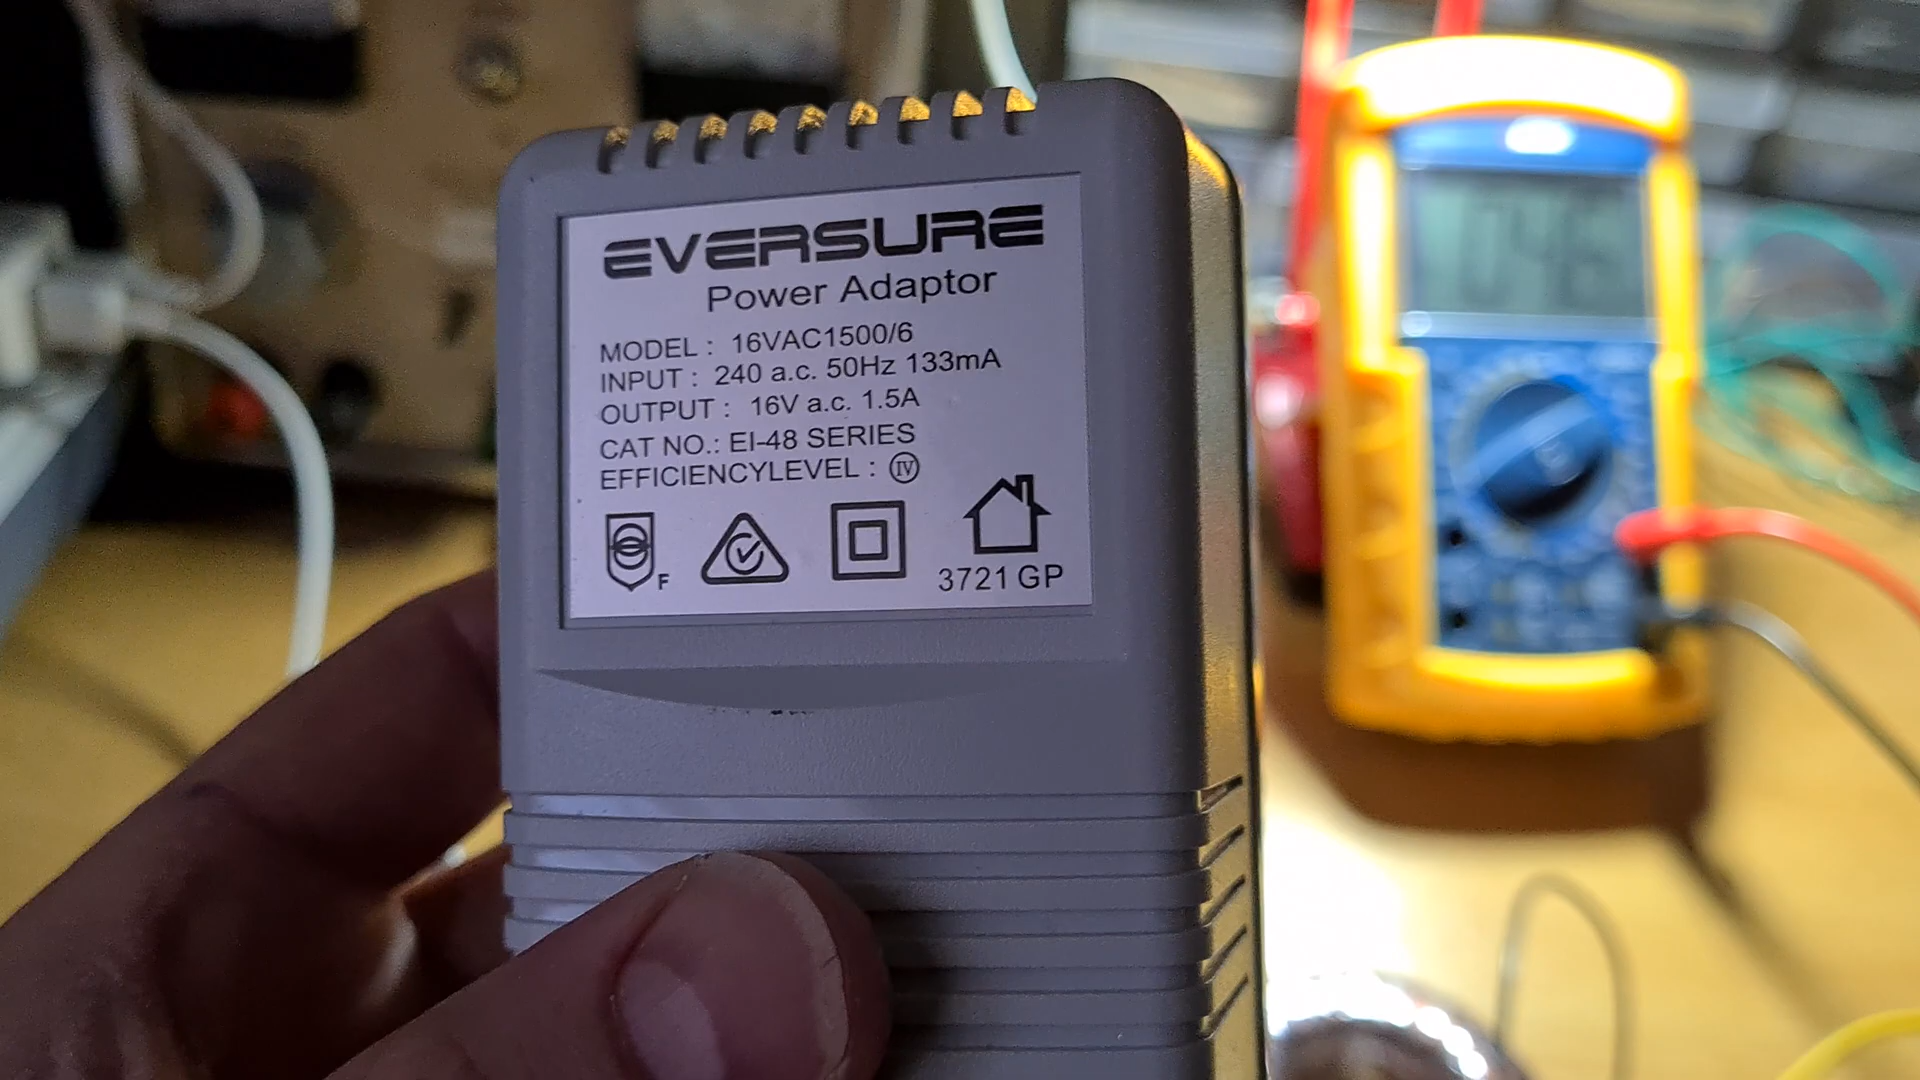 EVERSURE
Power Adaptor
MODEL : 16VAC1500/6
INPUT : 240 a.c. 50Hz 133mA
OUTPUT : 16V a.c. 1.5A
CAT NO.: EI-48 SERIES
EFFICIENCYLEVEL : IV
F
3721 GP